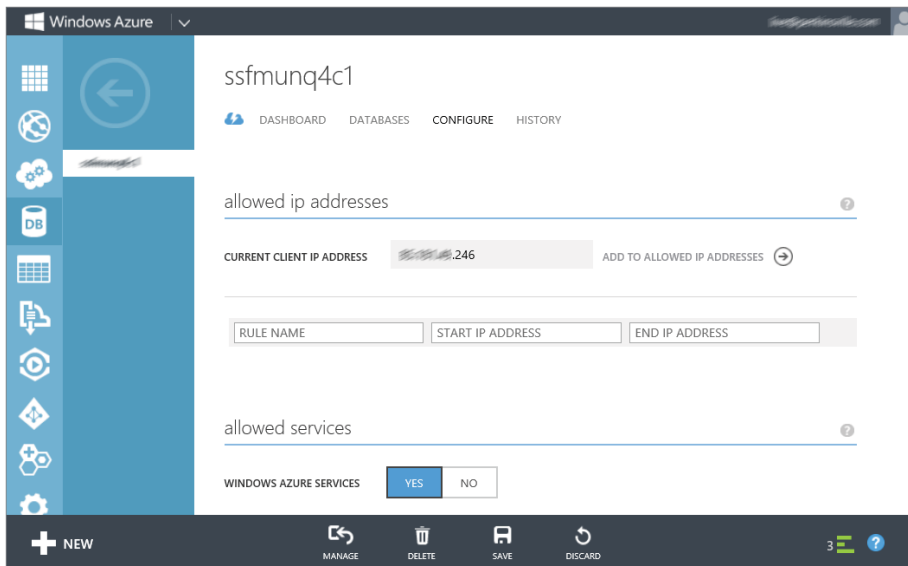 Windows Azure
ssfmunq4c1
DASHBOARD DATABASES CONFIGURE HISTORY
allowed ip addresses ?
DB
CURRENT CLIENT IP ADDRESS .246 ADD TO ALLOWED IP ADDRESSES
RULE NAME START IP ADDRESS END IP ADDRESS
allowed services ?
WINDOWS AZURE SERVICES YES NO
NEW MANAGE DELETE SAVE DISCARD 3 ?